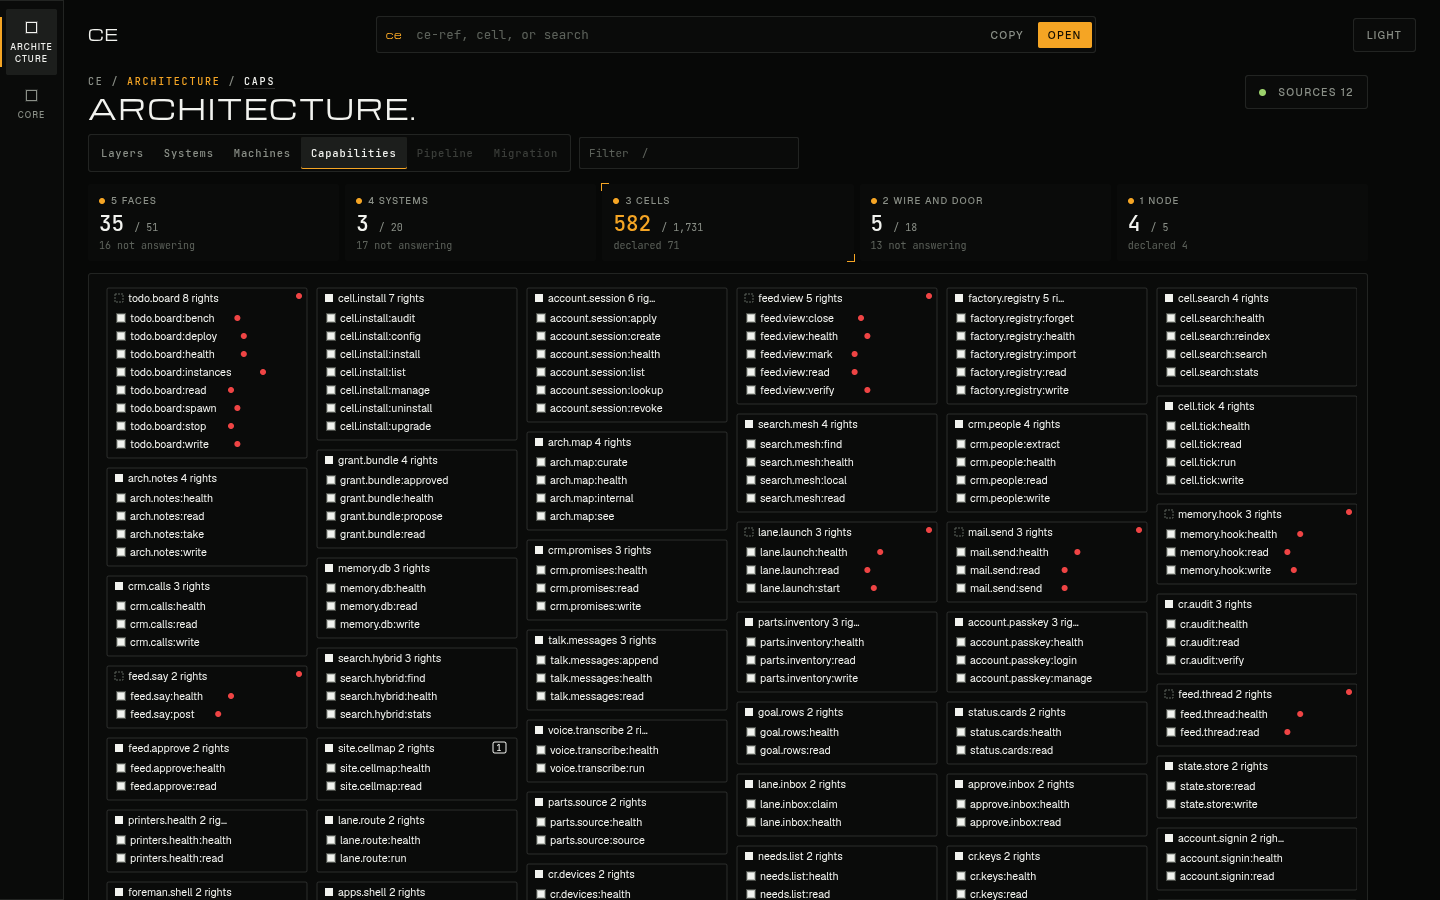 ARCHITE
CTURE
CORE
CE
ce ce-ref, cell, or search COPY OPEN
LIGHT
CE / ARCHITECTURE / CAPS
ARCHITECTURE.
SOURCES 12
Layers Systems Machines Capabilities Pipeline Migration
Filter /
5 FACES
35 / 51
16 not answering
4 SYSTEMS
3 / 20
17 not answering
3 CELLS
582 / 1,731
declared 71
2 WIRE AND DOOR
5 / 18
13 not answering
1 NODE
4 / 5
declared 4
todo.board 8 rights
todo.board:bench
todo.board:deploy
todo.board:health
todo.board:instances
todo.board:read
todo.board:spawn
todo.board:stop
todo.board:write
arch.notes 4 rights
arch.notes:health
arch.notes:read
arch.notes:take
arch.notes:write
crm.calls 3 rights
crm.calls:health
crm.calls:read
crm.calls:write
feed.say 2 rights
feed.say:health
feed.say:post
feed.approve 2 rights
feed.approve:health
feed.approve:read
printers.health 2 rig...
printers.health:health
printers.health:read
foreman.shell 2 rights
cell.install 7 rights
cell.install:audit
cell.install:config
cell.install:install
cell.install:list
cell.install:manage
cell.install:uninstall
cell.install:upgrade
grant.bundle 4 rights
grant.bundle:approved
grant.bundle:health
grant.bundle:propose
grant.bundle:read
memory.db 3 rights
memory.db:health
memory.db:read
memory.db:write
search.hybrid 3 rights
search.hybrid:find
search.hybrid:health
search.hybrid:stats
site.cellmap 2 rights 1
site.cellmap:health
site.cellmap:read
lane.route 2 rights
lane.route:health
lane.route:run
apps.shell 2 rights
account.session 6 rig...
account.session:apply
account.session:create
account.session:health
account.session:list
account.session:lookup
account.session:revoke
arch.map 4 rights
arch.map:curate
arch.map:health
arch.map:internal
arch.map:see
crm.promises 3 rights
crm.promises:health
crm.promises:read
crm.promises:write
talk.messages 3 rights
talk.messages:append
talk.messages:health
talk.messages:read
voice.transcribe 2 ri...
voice.transcribe:health
voice.transcribe:run
parts.source 2 rights
parts.source:health
parts.source:source
cr.devices 2 rights
cr.devices:health
feed.view 5 rights
feed.view:close
feed.view:health
feed.view:mark
feed.view:read
feed.view:verify
search.mesh 4 rights
search.mesh:find
search.mesh:health
search.mesh:local
search.mesh:read
lane.launch 3 rights
lane.launch:health
lane.launch:read
lane.launch:start
parts.inventory 3 rig...
parts.inventory:health
parts.inventory:read
parts.inventory:write
goal.rows 2 rights
goal.rows:health
goal.rows:read
lane.inbox 2 rights
lane.inbox:claim
lane.inbox:health
needs.list 2 rights
needs.list:health
needs.list:read
factory.registry 5 ri...
factory.registry:forget
factory.registry:health
factory.registry:import
factory.registry:read
factory.registry:write
crm.people 4 rights
crm.people:extract
crm.people:health
crm.people:read
crm.people:write
mail.send 3 rights
mail.send:health
mail.send:read
mail.send:send
account.passkey 3 rig...
account.passkey:health
account.passkey:login
account.passkey:manage
status.cards 2 rights
status.cards:health
status.cards:read
approve.inbox 2 rights
approve.inbox:health
approve.inbox:read
cr.keys 2 rights
cr.keys:health
cr.keys:read
cell.search 4 rights
cell.search:health
cell.search:reindex
cell.search:search
cell.search:stats
cell.tick 4 rights
cell.tick:health
cell.tick:read
cell.tick:run
cell.tick:write
memory.hook 3 rights
memory.hook:health
memory.hook:read
memory.hook:write
cr.audit 3 rights
cr.audit:health
cr.audit:read
cr.audit:verify
feed.thread 2 rights
feed.thread:health
feed.thread:read
state.store 2 rights
state.store:read
state.store:write
account.signin 2 righ...
account.signin:health
account.signin:read